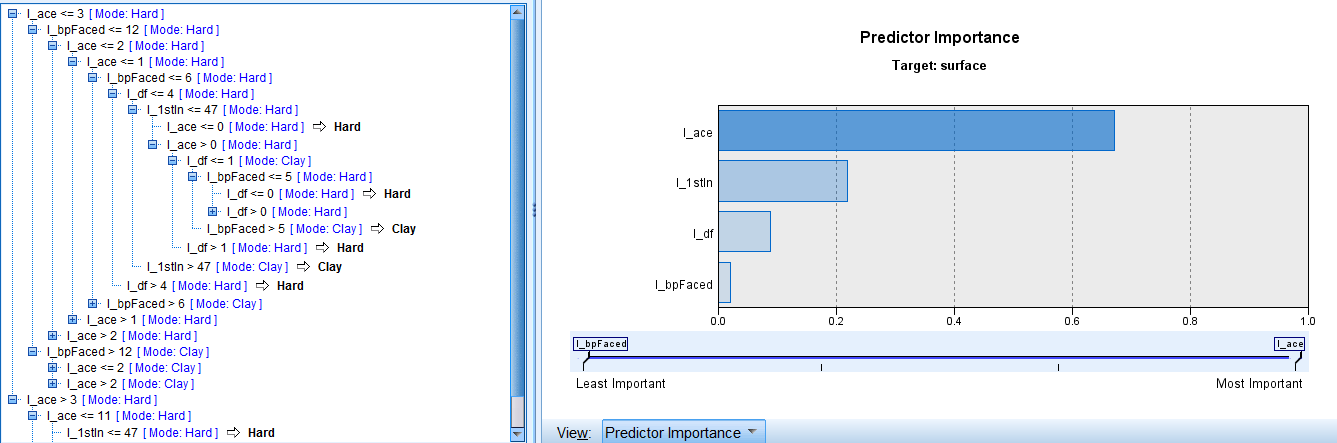 l_ace <= 3 [ Mode: Hard ]
l_bpFaced <= 12 [ Mode: Hard ]
l_ace <= 2 [ Mode: Hard ]
l_ace <= 1 [ Mode: Hard ]
l_bpFaced <= 6 [ Mode: Hard ]
l_df <= 4 [ Mode: Hard ]
l_1stIn <= 47 [ Mode: Hard ]
l_ace <= 0 [ Mode: Hard ] ⇨ Hard
l_ace > 0 [ Mode: Hard ]
l_df <= 1 [ Mode: Clay ]
l_bpFaced <= 5 [ Mode: Hard ]
l_df <= 0 [ Mode: Hard ] ⇨ Hard
l_df > 0 [ Mode: Hard ]
l_bpFaced > 5 [ Mode: Clay ] ⇨ Clay
l_df > 1 [ Mode: Hard ] ⇨ Hard
l_1stIn > 47 [ Mode: Clay ] ⇨ Clay
l_df > 4 [ Mode: Hard ] ⇨ Hard
l_bpFaced > 6 [ Mode: Clay ]
l_ace > 1 [ Mode: Hard ]
l_ace > 2 [ Mode: Hard ]
l_bpFaced > 12 [ Mode: Clay ]
l_ace <= 2 [ Mode: Clay ]
l_ace > 2 [ Mode: Clay ]
l_ace > 3 [ Mode: Hard ]
l_ace <= 11 [ Mode: Hard ]
l_1stIn <= 47 [ Mode: Hard ] ⇨ Hard
Predictor Importance
Target: surface
l_ace
l_1stIn
l_df
l_bpFaced
0.0 0.2 0.4 0.6 0.8 1.0
l_bpFaced l_ace
Least Important Most Important
View: Predictor Importance